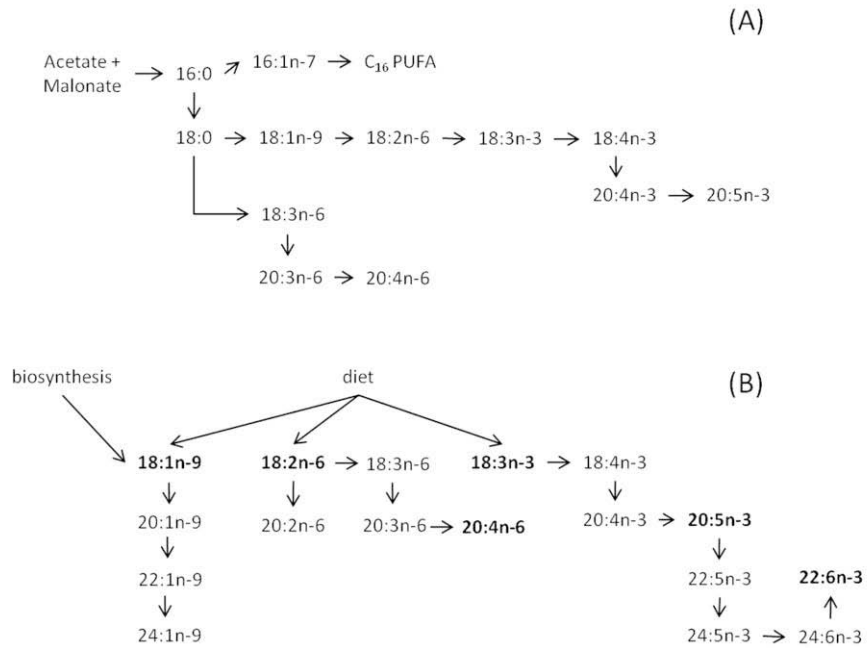 (A)
Acetate +
Malonate → 16:0 ↗ 16:1n-7 → C₁₆ PUFA
↓
18:0 → 18:1n-9 → 18:2n-6 → 18:3n-3 → 18:4n-3
↓
20:4n-3 → 20:5n-3
18:3n-6
↓
20:3n-6 → 20:4n-6
(B)
biosynthesis diet
18:1n-9 18:2n-6 → 18:3n-6 18:3n-3 → 18:4n-3
↓ ↓ ↓ ↓
20:1n-9 20:2n-6 20:3n-6 → 20:4n-6 20:4n-3 → 20:5n-3
↓ ↓
22:1n-9 22:5n-3 22:6n-3
↓ ↓ ↑
24:1n-9 24:5n-3 → 24:6n-3